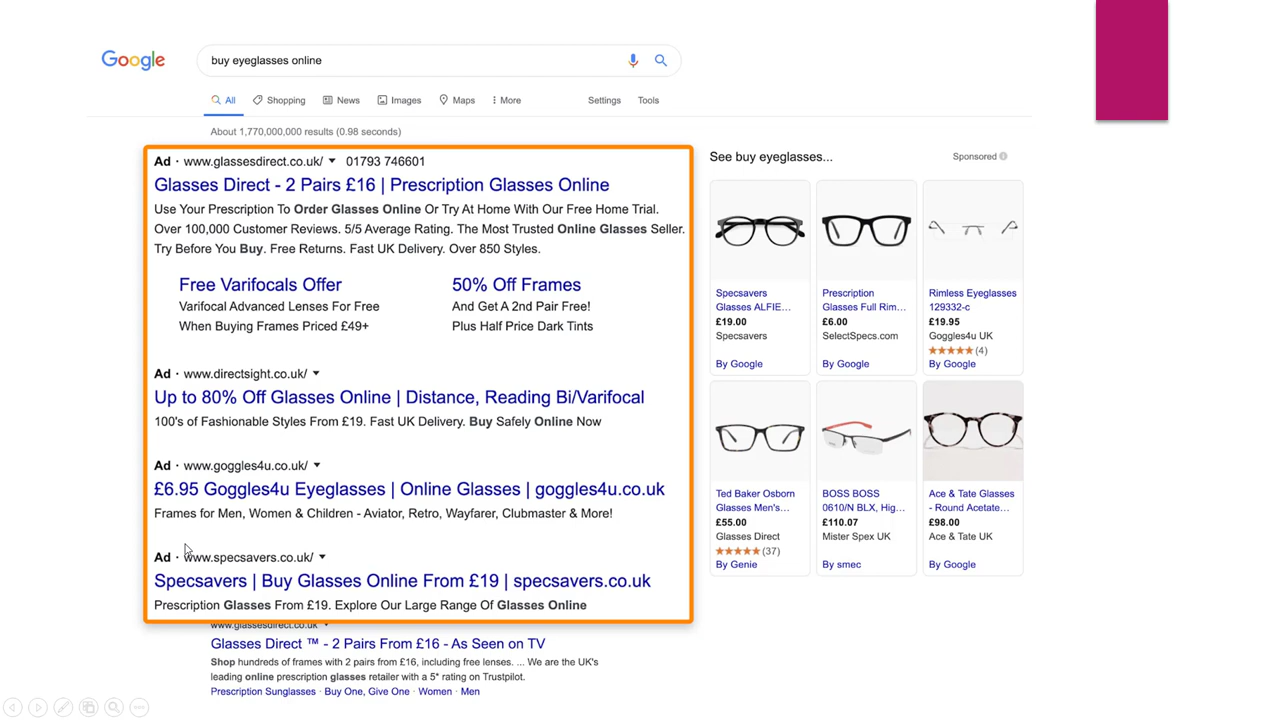 Google
buy eyeglasses online
All Shopping News Images Maps More Settings Tools
About 1,770,000,000 results (0.98 seconds)
Ad · www.glassesdirect.co.uk/ 01793 746601
Glasses Direct - 2 Pairs £16 | Prescription Glasses Online
Use Your Prescription To Order Glasses Online Or Try At Home With Our Free Home Trial.
Over 100,000 Customer Reviews. 5/5 Average Rating. The Most Trusted Online Glasses Seller.
Try Before You Buy. Free Returns. Fast UK Delivery. Over 850 Styles.
Free Varifocals Offer
Varifocal Advanced Lenses For Free
When Buying Frames Priced £49+
50% Off Frames
And Get A 2nd Pair Free!
Plus Half Price Dark Tints
Ad · www.directsight.co.uk/
Up to 80% Off Glasses Online | Distance, Reading Bi/Varifocal
100's of Fashionable Styles From £19. Fast UK Delivery. Buy Safely Online Now
Ad · www.goggles4u.co.uk/
£6.95 Goggles4u Eyeglasses | Online Glasses | goggles4u.co.uk
Frames for Men, Women & Children - Aviator, Retro, Wayfarer, Clubmaster & More!
Ad · www.specsavers.co.uk/
Specsavers | Buy Glasses Online From £19 | specsavers.co.uk
Prescription Glasses From £19. Explore Our Large Range Of Glasses Online
www.glassesdirect.co.uk
Glasses Direct ™ - 2 Pairs From £16 - As Seen on TV
Shop hundreds of frames with 2 pairs from £16, including free lenses. ... We are the UK's
leading online prescription glasses retailer with a 5* rating on Trustpilot.
Prescription Sunglasses · Buy One, Give One · Women · Men
See buy eyeglasses...
Sponsored
Specsavers
Glasses ALFIE...
£19.00
Specsavers
By Google
Prescription
Glasses Full Rim...
£6.00
SelectSpecs.com
By Google
Rimless Eyeglasses
129332-c
£19.95
Goggles4u UK
(4)
By Google
Ted Baker Osborn
Glasses Men's...
£55.00
Glasses Direct
(37)
By Genie
BOSS BOSS
0610/N BLX, Hig...
£110.07
Mister Spex UK
By smec
Ace & Tate Glasses
- Round Acetate...
£98.00
Ace & Tate UK
By Google